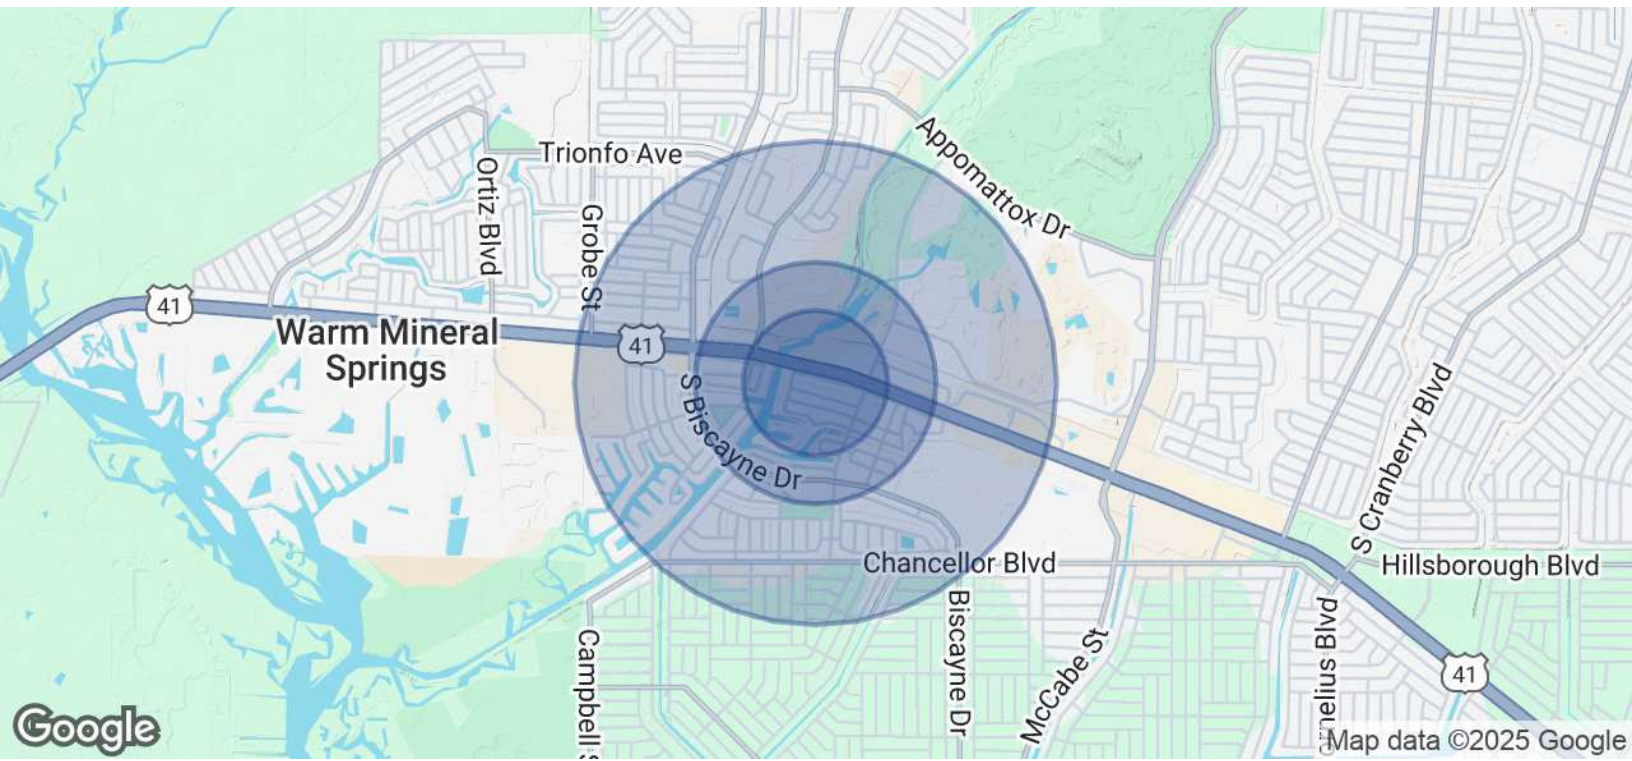 Appomattox Dr
Trionfo Ave
Ortiz Blvd
Grobe St
41
Warm Mineral
Springs
41
S Biscayne Dr
S Cranberry Blvd
Chancellor Blvd
Hillsborough Blvd
Biscayne Dr
Campbell
McCabe St
41
Google
Map data ©2025 Google